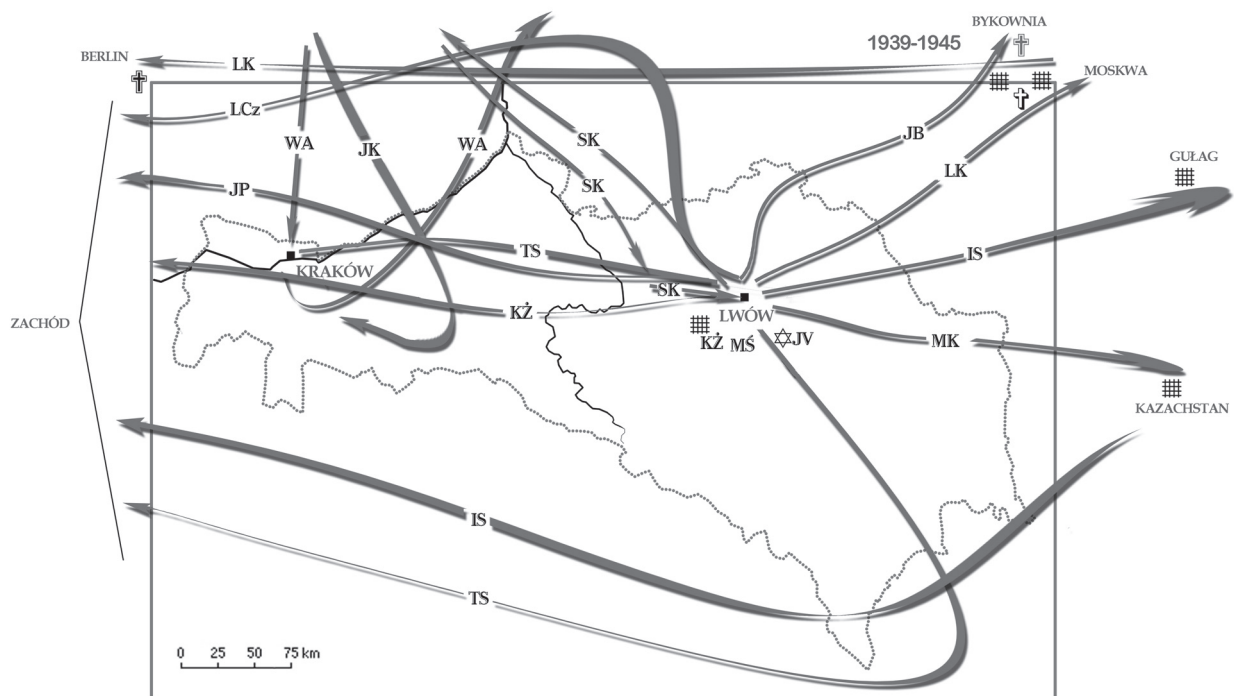 BYKOWNIA
1939-1945
BERLIN
LK
MOSKWA
LCz
WA
JK
WA
SK
JB
SK
LK
GUŁAG
JP
TS
IS
KRAKÓW
SK
ZACHÓD
KŻ
LWÓW
KŻ MŚ JV
MK
KAZACHSTAN
IS
TS
0 25 50 75 km